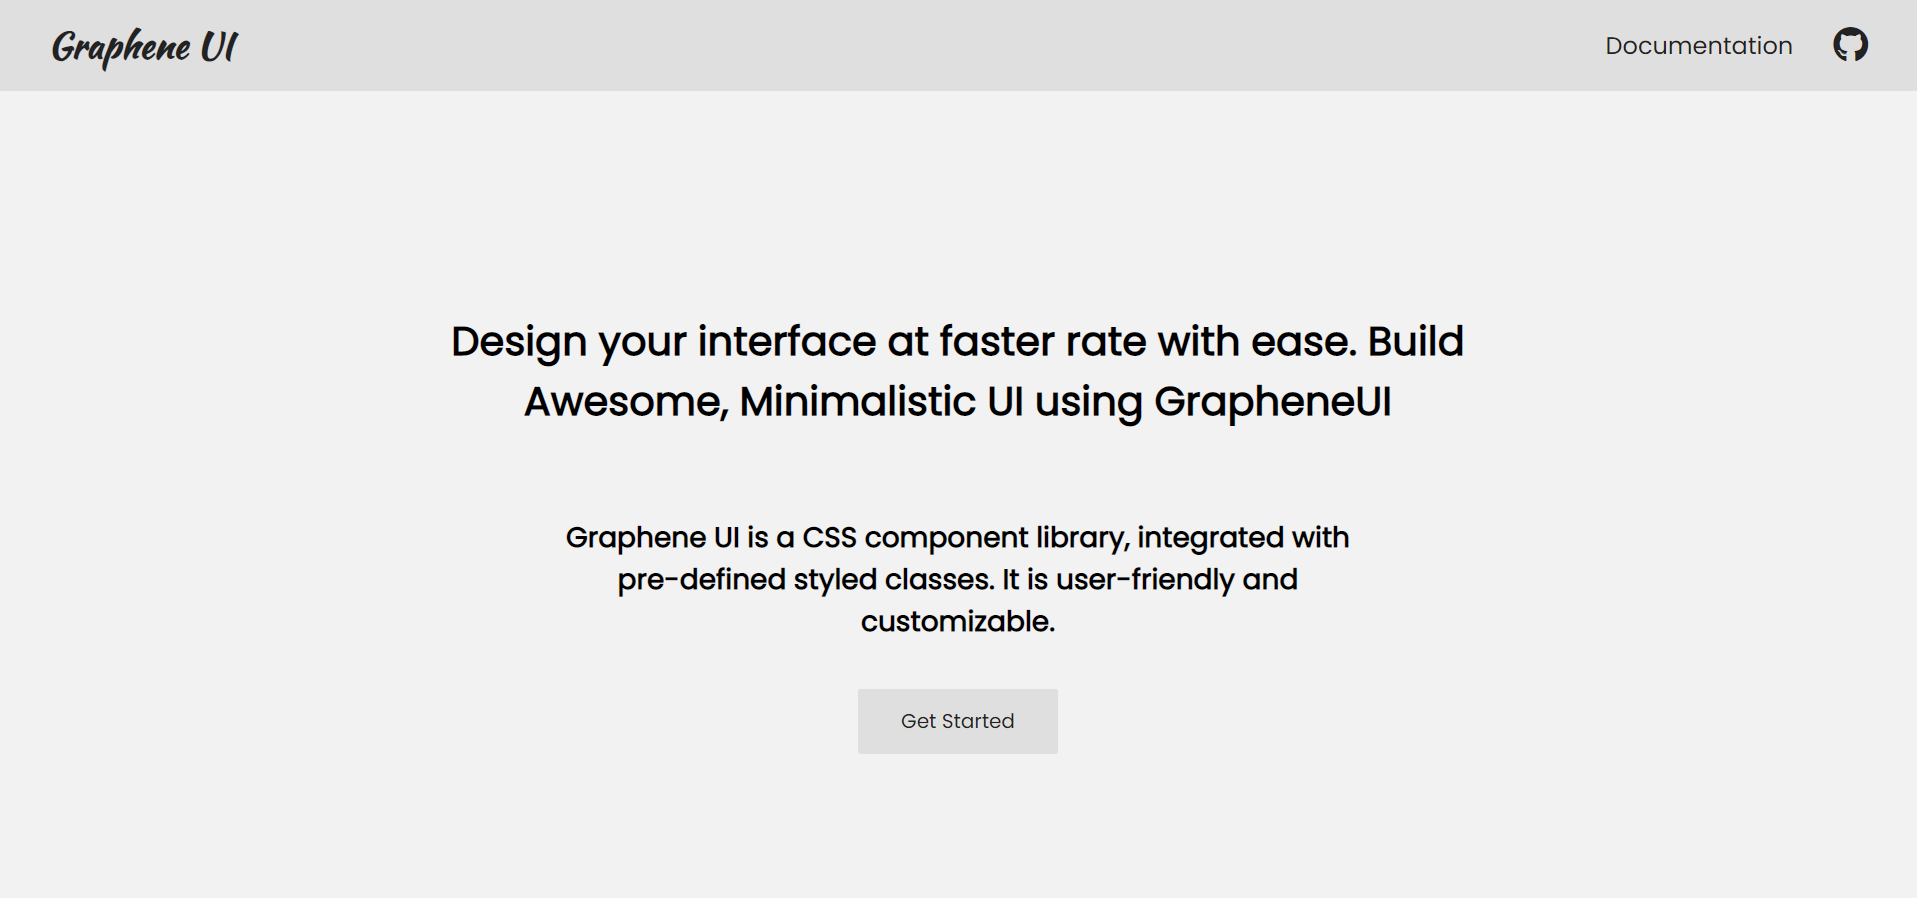 Graphene UI
Documentation
Design your interface at faster rate with ease. Build
Awesome, Minimalistic UI using GrapheneUI
Graphene UI is a CSS component library, integrated with
pre-defined styled classes. It is user-friendly and
customizable.
Get Started